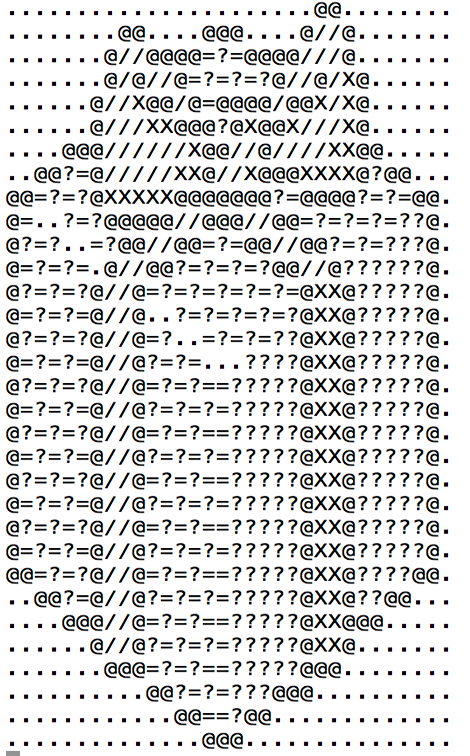 ......................@@........
........@@....@@@....@//@.......
.......@//@@@@=?=@@@@///@.......
.......@/@//@=?=?=?@//@/X@......
......@//X@@/@=@@@@/@@X/X@......
......@///XX@@@?@X@@X///X@......
....@@@//////X@@//@////XX@@.....
..@@?=@/////XX@//X@@@XXXX@?@@...
@@=?=?@XXXXX@@@@@@@?=@@@@?=?=@@.
@=..?=?@@@@@//@@@//@@=?=?=?=??@.
@?=?..=?@@//@@=?=@@//@@?=?=???@.
@=?=?=.@//@@?=?=?=?@@//@??????@.
@?=?=?@//@=?=?=?=?=?=@XX@?????@.
@=?=?=@//@..?=?=?=?=?@XX@?????@.
@?=?=?@//@=?..=?=?=??@XX@?????@.
@=?=?=@//@?=?=...????@XX@?????@.
@?=?=?@//@=?=?==?????@XX@?????@.
@=?=?=@//@?=?=?=?????@XX@?????@.
@?=?=?@//@=?=?==?????@XX@?????@.
@=?=?=@//@?=?=?=?????@XX@?????@.
@?=?=?@//@=?=?==?????@XX@?????@.
@=?=?=@//@?=?=?=?????@XX@?????@.
@?=?=?@//@=?=?==?????@XX@?????@.
@=?=?=@//@?=?=?=?????@XX@?????@.
@@=?=?@//@=?=?==?????@XX@????@@.
..@@?=@//@?=?=?=?????@XX@??@@...
....@@@//@=?=?==?????@XX@@@.....
......@//@?=?=?=?????@XX@.......
.......@@@=?=?==?????@@@........
..........@@?=?=???@@@..........
............@@==?@@.............
..............@@@...............